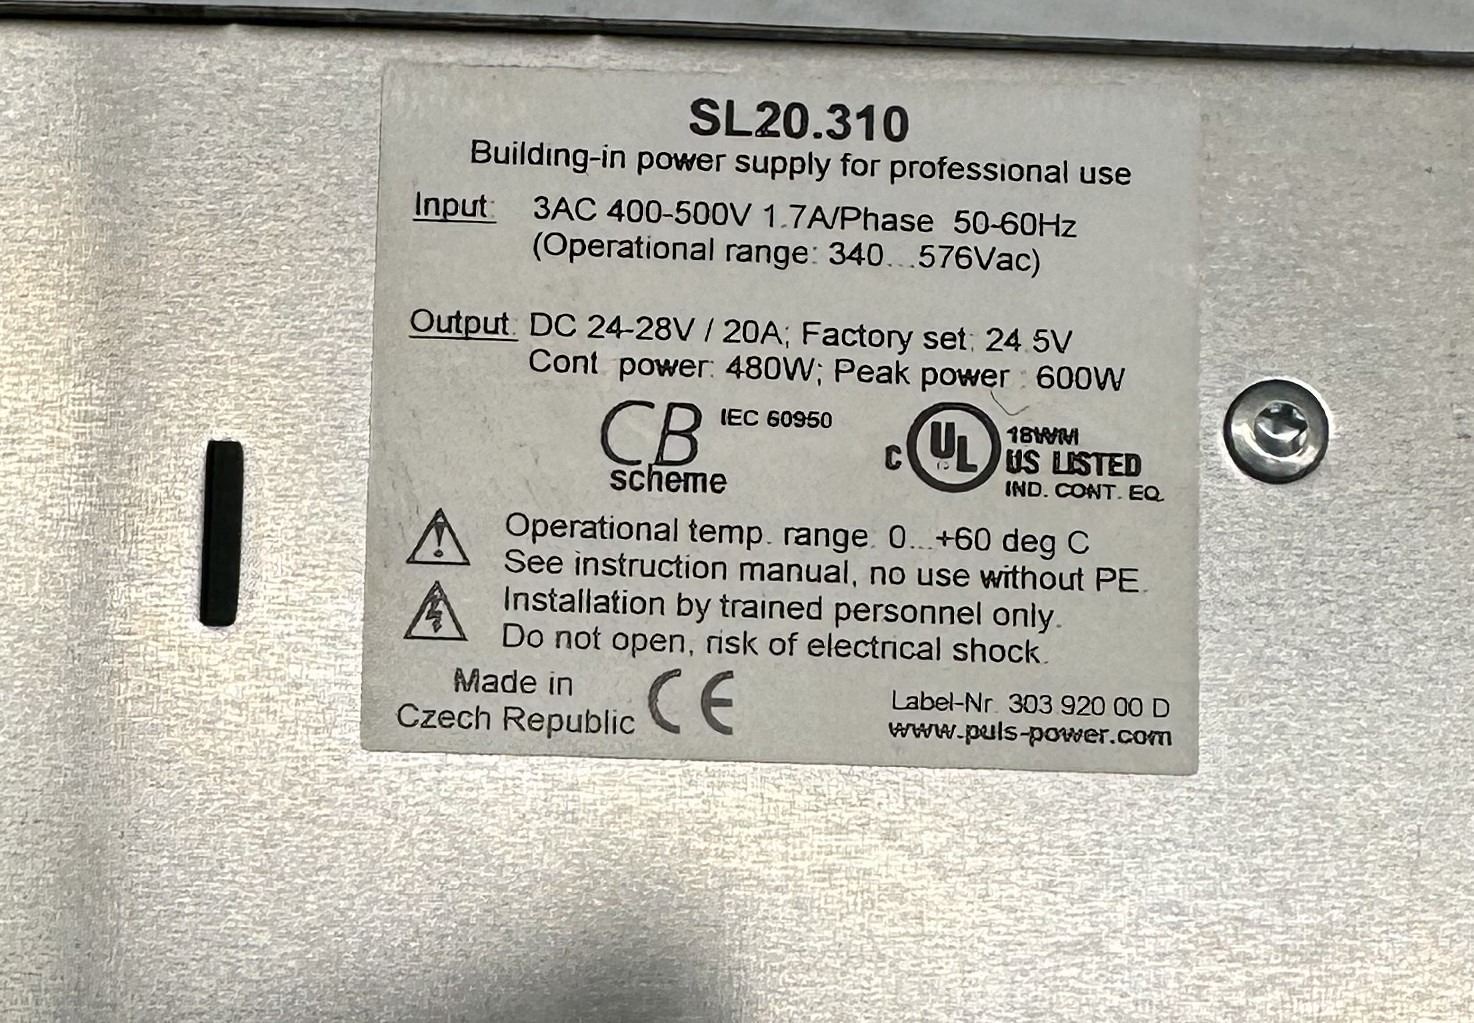 SL20.310
Building-in power supply for professional use
Input: 3AC 400-500V 1.7A/Phase 50-60Hz
(Operational range: 340...576Vac)
Output: DC 24-28V / 20A; Factory set: 24.5V
Cont. power: 480W; Peak power : 600W
CB IEC 60950
scheme
C UL 18WM
US LISTED
IND. CONT. EQ.
Operational temp. range: 0...+60 deg C
See instruction manual, no use without PE.
Installation by trained personnel only.
Do not open, risk of electrical shock.
Made in
Czech Republic CE
Label-Nr. 303 920 00 D
www.puls-power.com